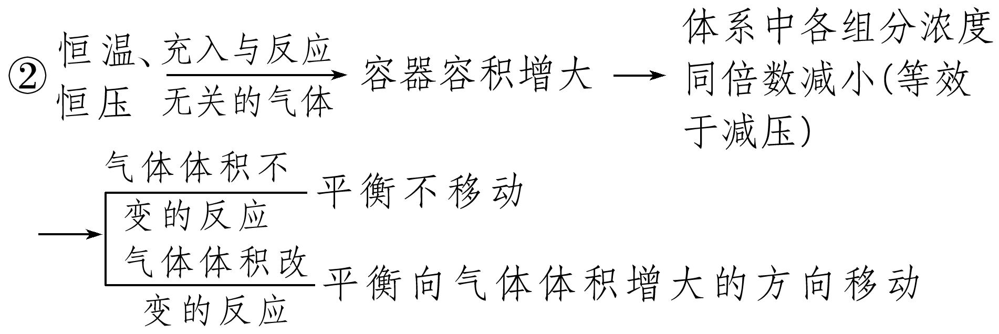 ②恒温、恒压 充入与反应无关的气体 → 容器容积增大 → 体系中各组分浓度
同倍数减小(等效
于减压)
气体体积不
变的反应
平衡不移动
气体体积改
变的反应
平衡向气体体积增大的方向移动